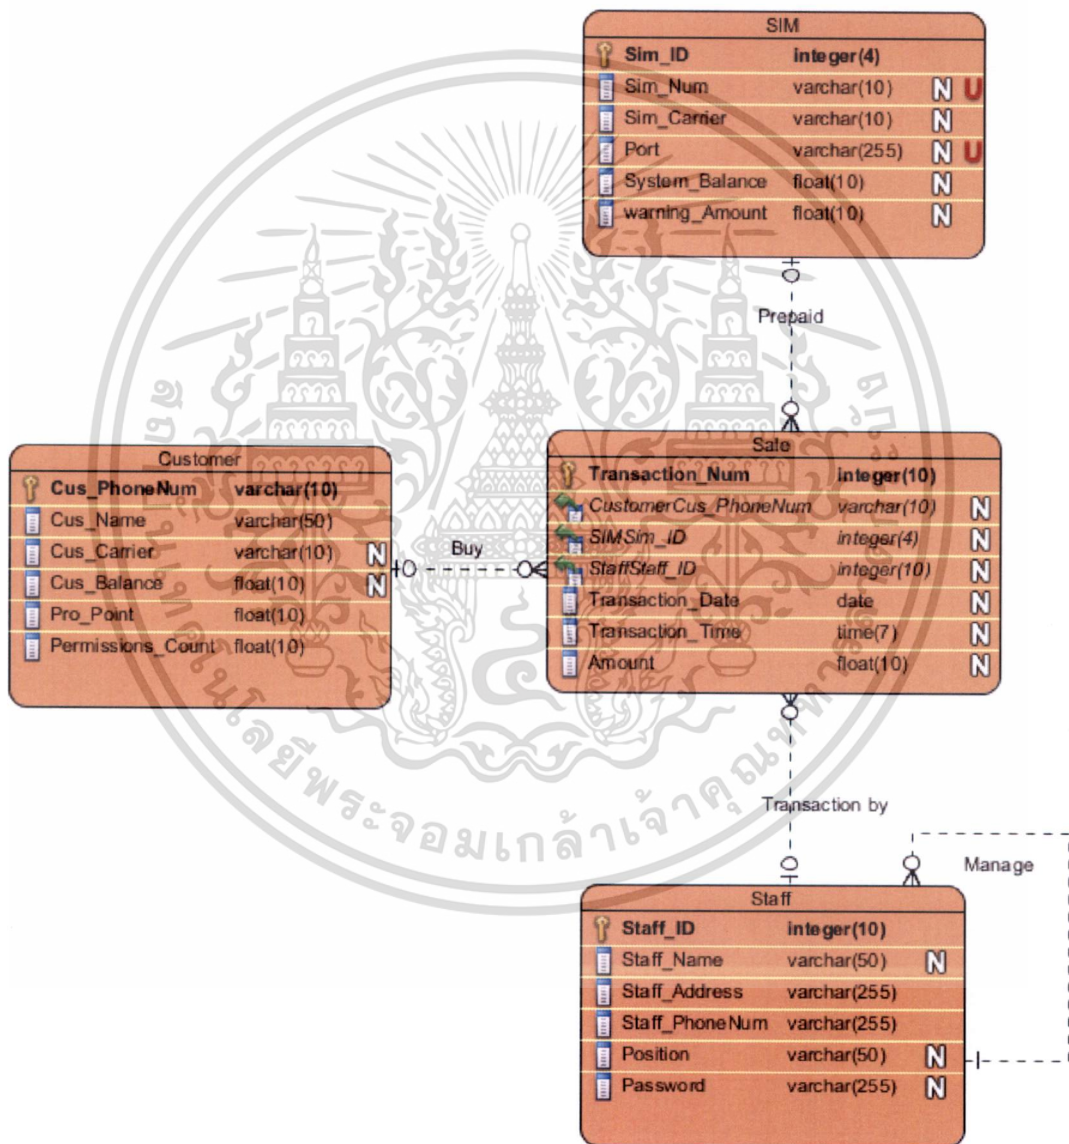 SIM
Sim_ID integer(4)
Sim_Num varchar(10) N U
Sim_Carrier varchar(10) N
Port varchar(255) N U
System_Balance float(10) N
warning_Amount float(10) N
Prepaid
Customer
Cus_PhoneNum varchar(10)
Cus_Name varchar(50)
Cus_Carrier varchar(10) N
Cus_Balance float(10) N
Pro_Point float(10)
Permissions_Count float(10)
Buy
Sale
Transaction_Num integer(10)
CustomerCus_PhoneNum varchar(10) N
SIMSim_ID integer(4) N
StaffStaff_ID integer(10) N
Transaction_Date date N
Transaction_Time time(7) N
Amount float(10) N
Transaction by
Manage
Staff
Staff_ID integer(10)
Staff_Name varchar(50) N
Staff_Address varchar(255)
Staff_PhoneNum varchar(255)
Position varchar(50) N
Password varchar(255) N